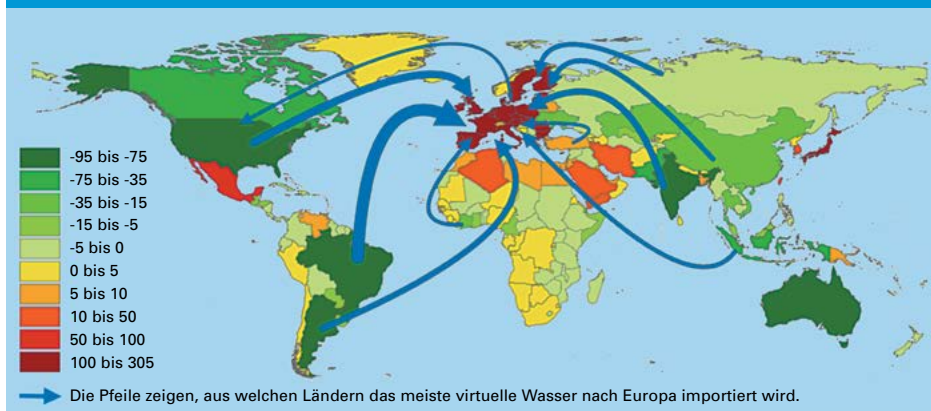 -95 bis -75
-75 bis -35
-35 bis -15
-15 bis -5
-5 bis 0
0 bis 5
5 bis 10
10 bis 50
50 bis 100
100 bis 305
Die Pfeile zeigen, aus welchen Ländern das meiste virtuelle Wasser nach Europa importiert wird.